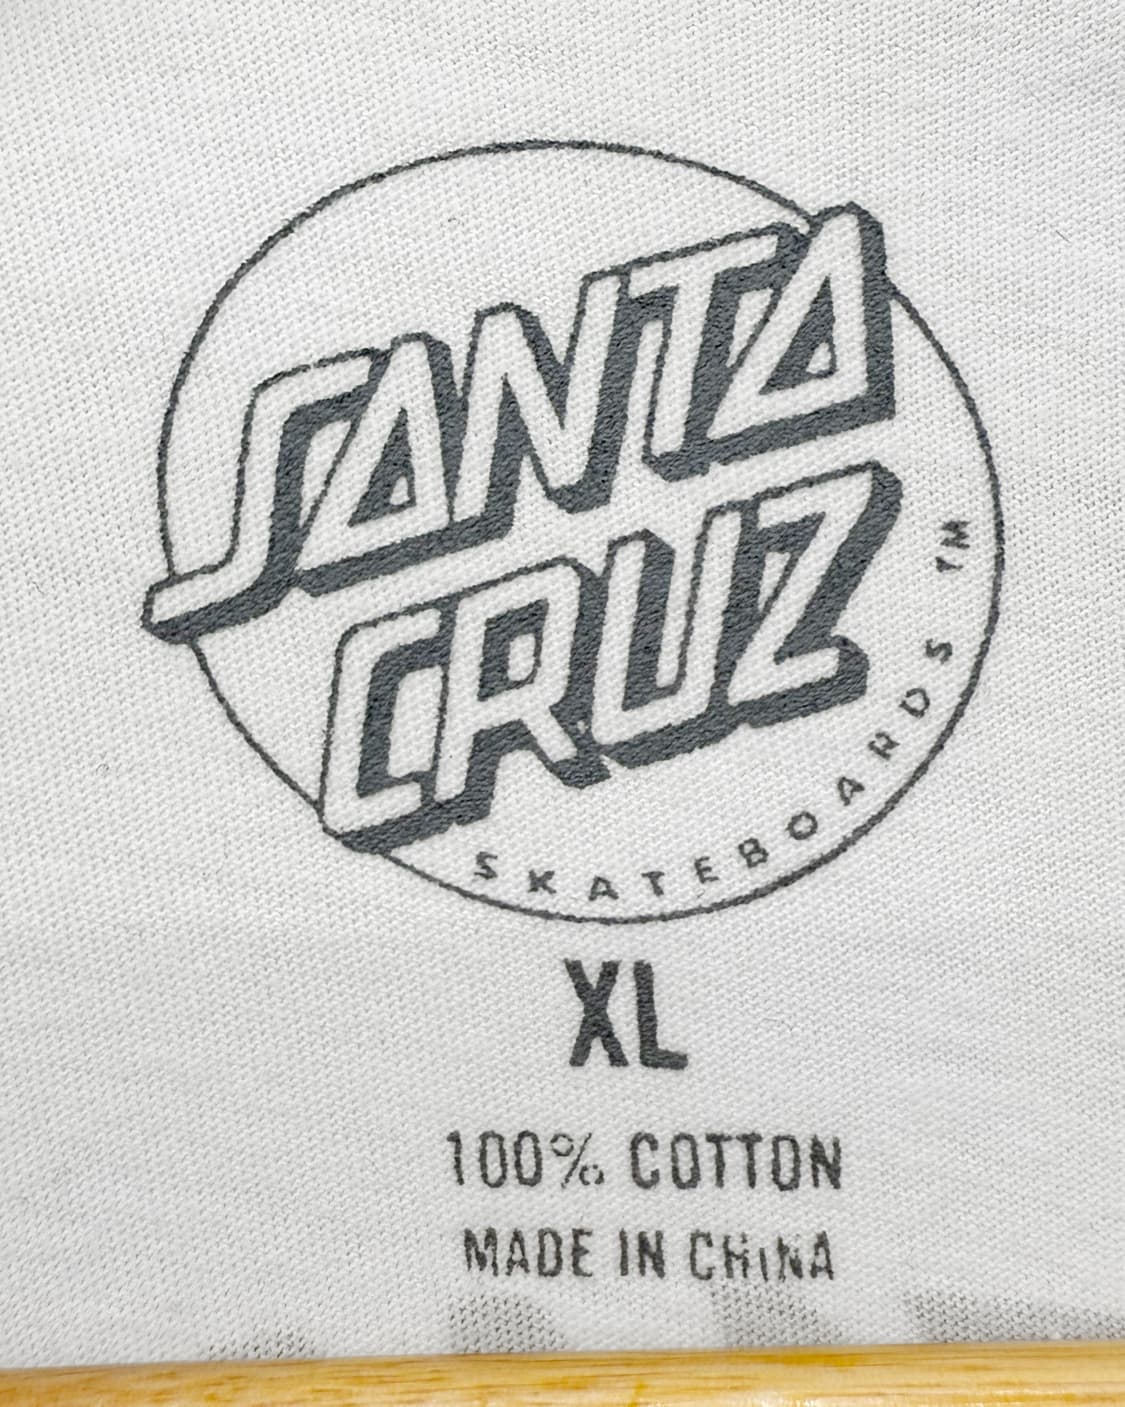 SANTA
CRUZ
SKATEBOARDS TM
XL
100% COTTON
MADE IN CHINA